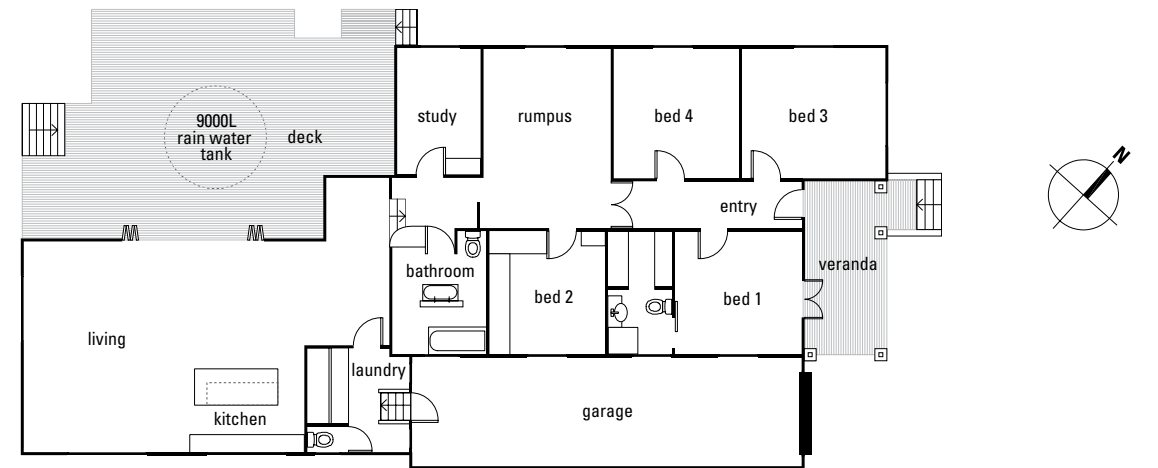 study
rumpus
bed 4
bed 3
9000L
rain water
tank
deck
N
entry
veranda
bathroom
bed 2
bed 1
living
laundry
kitchen
garage